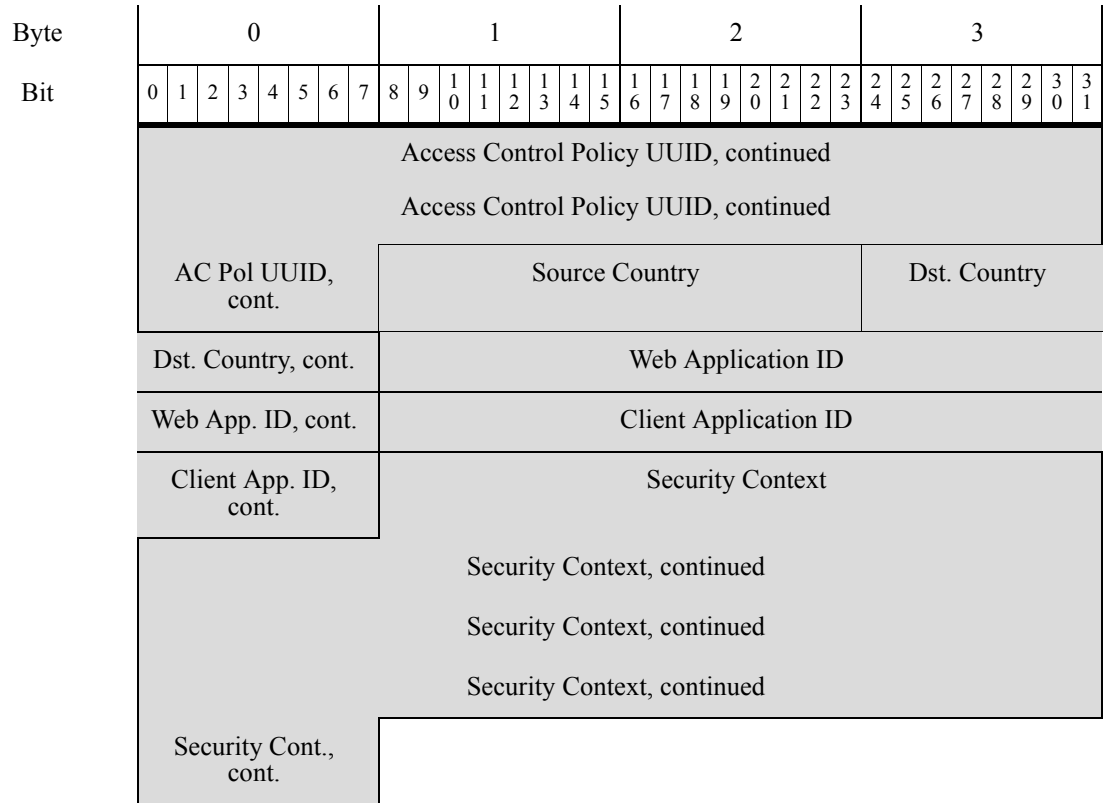 Byte 0 1 2 3
Bit 0 1 2 3 4 5 6 7 8 9 10 11 12 13 14 15 16 17 18 19 20 21 22 23 24 25 26 27 28 29 30 31
Access Control Policy UUID, continued
Access Control Policy UUID, continued
AC Pol UUID,
cont.
Source Country
Dst. Country
Dst. Country, cont.
Web Application ID
Web App. ID, cont.
Client Application ID
Client App. ID,
cont.
Security Context
Security Context, continued
Security Context, continued
Security Context, continued
Security Cont.,
cont.